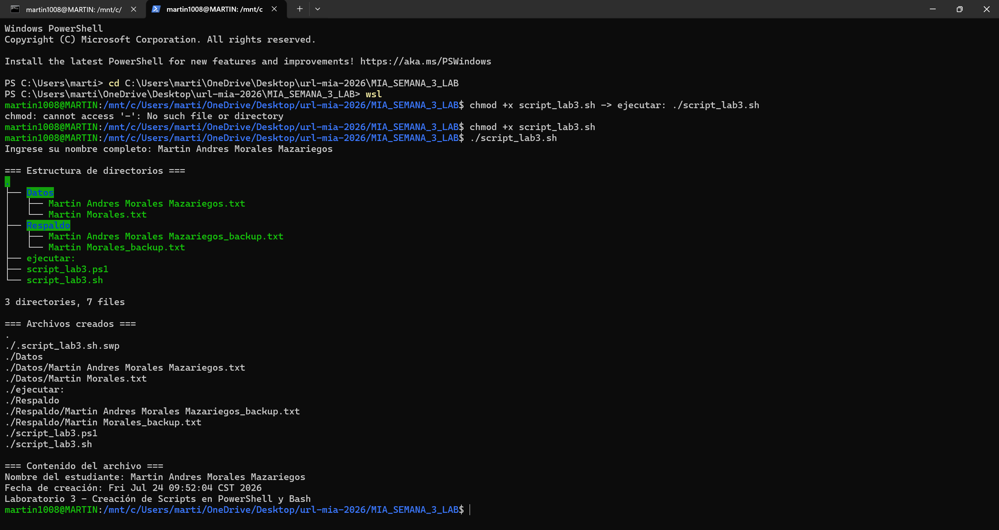 martin1008@MARTIN: /mnt/c/
martin1008@MARTIN: /mnt/c
Windows PowerShell
Copyright (C) Microsoft Corporation. All rights reserved.
Install the latest PowerShell for new features and improvements! https://aka.ms/PSWindows
PS C:\Users\marti> cd C:\Users\marti\OneDrive\Desktop\url-mia-2026\MIA_SEMANA_3_LAB
PS C:\Users\marti\OneDrive\Desktop\url-mia-2026\MIA_SEMANA_3_LAB> wsl
martin1008@MARTIN:/mnt/c/Users/marti/OneDrive/Desktop/url-mia-2026/MIA_SEMANA_3_LAB$ chmod +x script_lab3.sh -> ejecutar: ./script_lab3.sh
chmod: cannot access '-': No such file or directory
martin1008@MARTIN:/mnt/c/Users/marti/OneDrive/Desktop/url-mia-2026/MIA_SEMANA_3_LAB$ chmod +x script_lab3.sh
martin1008@MARTIN:/mnt/c/Users/marti/OneDrive/Desktop/url-mia-2026/MIA_SEMANA_3_LAB$ ./script_lab3.sh
Ingrese su nombre completo: Martin Andres Morales Mazariegos
=== Estructura de directorios ===
.
├── Datos
│   ├── Martin Andres Morales Mazariegos.txt
│   └── Martin Morales.txt
├── Respaldo
│   ├── Martin Andres Morales Mazariegos_backup.txt
│   └── Martin Morales_backup.txt
├── ejecutar:
├── script_lab3.ps1
└── script_lab3.sh
3 directories, 7 files
=== Archivos creados ===
.
./.script_lab3.sh.swp
./Datos
./Datos/Martin Andres Morales Mazariegos.txt
./Datos/Martin Morales.txt
./ejecutar:
./Respaldo
./Respaldo/Martin Andres Morales Mazariegos_backup.txt
./Respaldo/Martin Morales_backup.txt
./script_lab3.ps1
./script_lab3.sh
=== Contenido del archivo ===
Nombre del estudiante: Martin Andres Morales Mazariegos
Fecha de creación: Fri Jul 24 09:52:04 CST 2026
Laboratorio 3 - Creación de Scripts en PowerShell y Bash
martin1008@MARTIN:/mnt/c/Users/marti/OneDrive/Desktop/url-mia-2026/MIA_SEMANA_3_LAB$